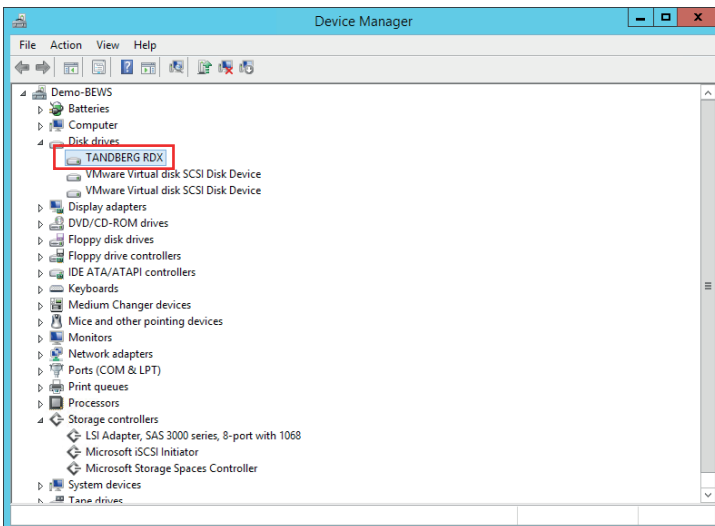 Device Manager
File Action View Help
Demo-BEWS
Batteries
Computer
Disk drives
TANDBERG RDX
VMware Virtual disk SCSI Disk Device
VMware Virtual disk SCSI Disk Device
Display adapters
DVD/CD-ROM drives
Floppy disk drives
Floppy drive controllers
IDE ATA/ATAPI controllers
Keyboards
Medium Changer devices
Mice and other pointing devices
Monitors
Network adapters
Ports (COM & LPT)
Print queues
Processors
Storage controllers
LSI Adapter, SAS 3000 series, 8-port with 1068
Microsoft iSCSI Initiator
Microsoft Storage Spaces Controller
System devices
Tape drives